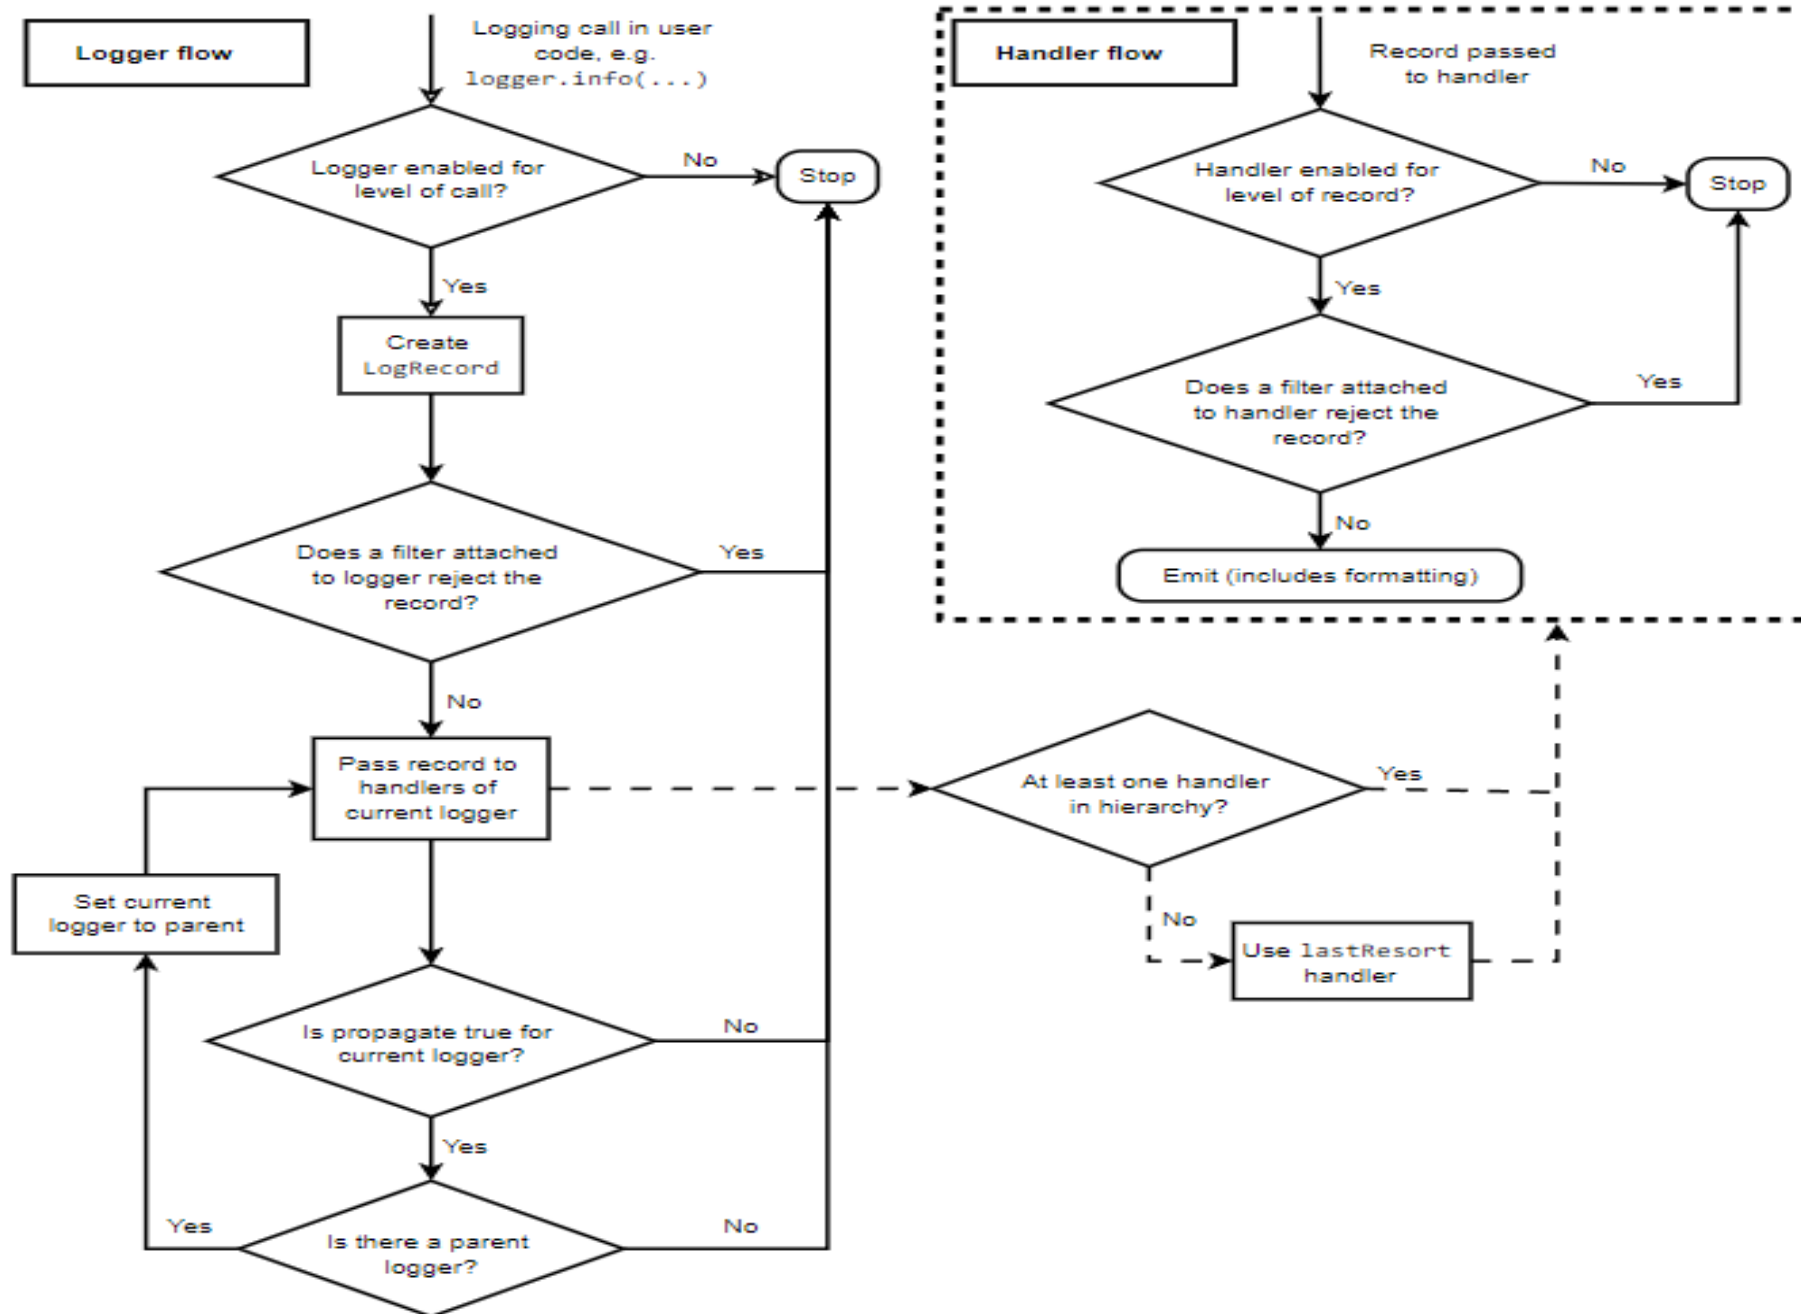 Logger flow
Logging call in user
code, e.g.
logger.info(...)
Logger enabled for
level of call?
No
Stop
Yes
Create
LogRecord
Does a filter attached
to logger reject the
record?
Yes
No
Pass record to
handlers of
current logger
Set current
logger to parent
Is propagate true for
current logger?
No
Yes
Is there a parent
logger?
Yes
No
Handler flow
Record passed
to handler
Handler enabled for
level of record?
No
Stop
Yes
Does a filter attached
to handler reject the
record?
Yes
No
Emit (includes formatting)
At least one handler
in hierarchy?
Yes
No
Use lastResort
handler